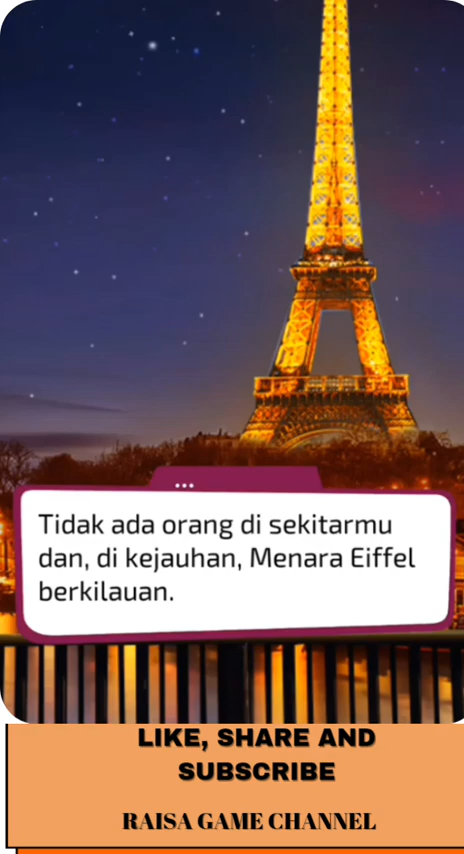 ...
Tidak ada orang di sekitarmu
dan, di kejauhan, Menara Eiffel
berkilauan.
LIKE, SHARE AND
SUBSCRIBE
RAISA GAME CHANNEL